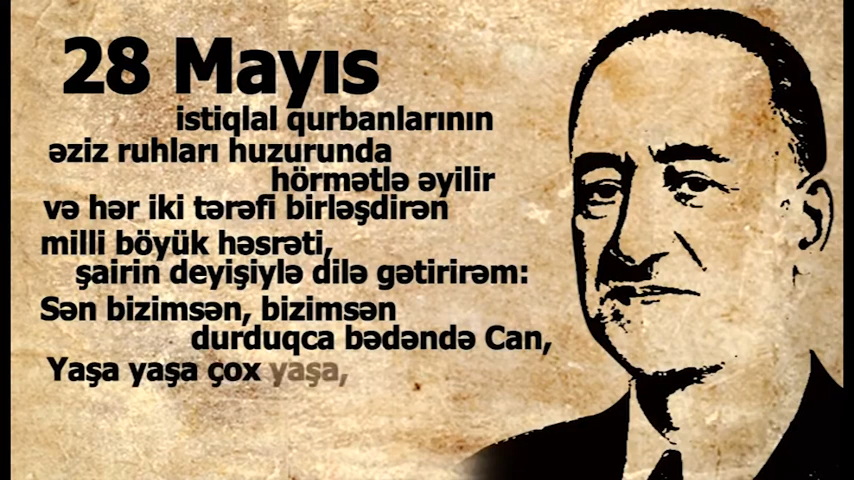 28 Mayıs
istiqlal qurbanlarının
əziz ruhları huzurunda
hörmətlə əyilir
və hər iki tərəfi birləşdirən
milli böyük həsrəti,
şairin deyişiylə dilə gətirirəm:
Sən bizimsən, bizimsən
durduqca bədəndə Can,
Yaşa yaşa çox yaşa,